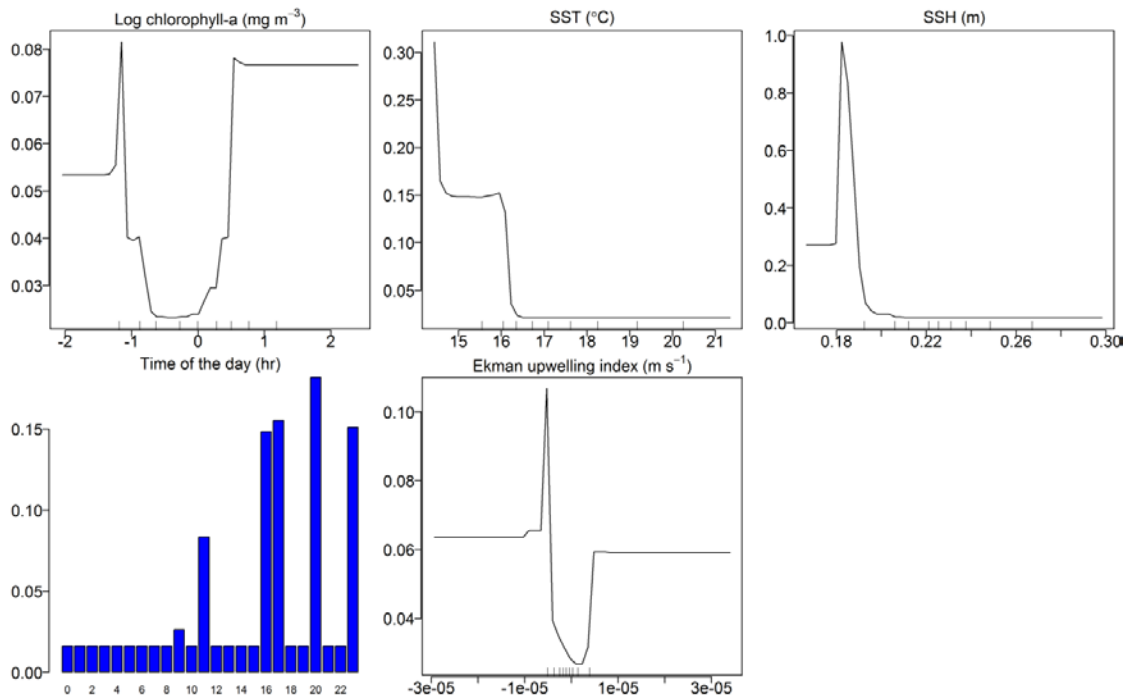 Log chlorophyll-a (mg m⁻³)
0.08
0.07
0.06
0.05
0.04
0.03
-2 -1 0 1 2
SST (°C)
0.30
0.25
0.20
0.15
0.10
0.05
15 16 17 18 19 20 21
SSH (m)
1.0
0.8
0.6
0.4
0.2
0.0
0.18 0.22 0.26 0.30
Time of the day (hr)
0.15
0.10
0.05
0.00
0 2 4 6 8 10 12 14 16 18 20 22
Ekman upwelling index (m s⁻¹)
0.10
0.08
0.06
0.04
-3e-05 -1e-05 1e-05 3e-05